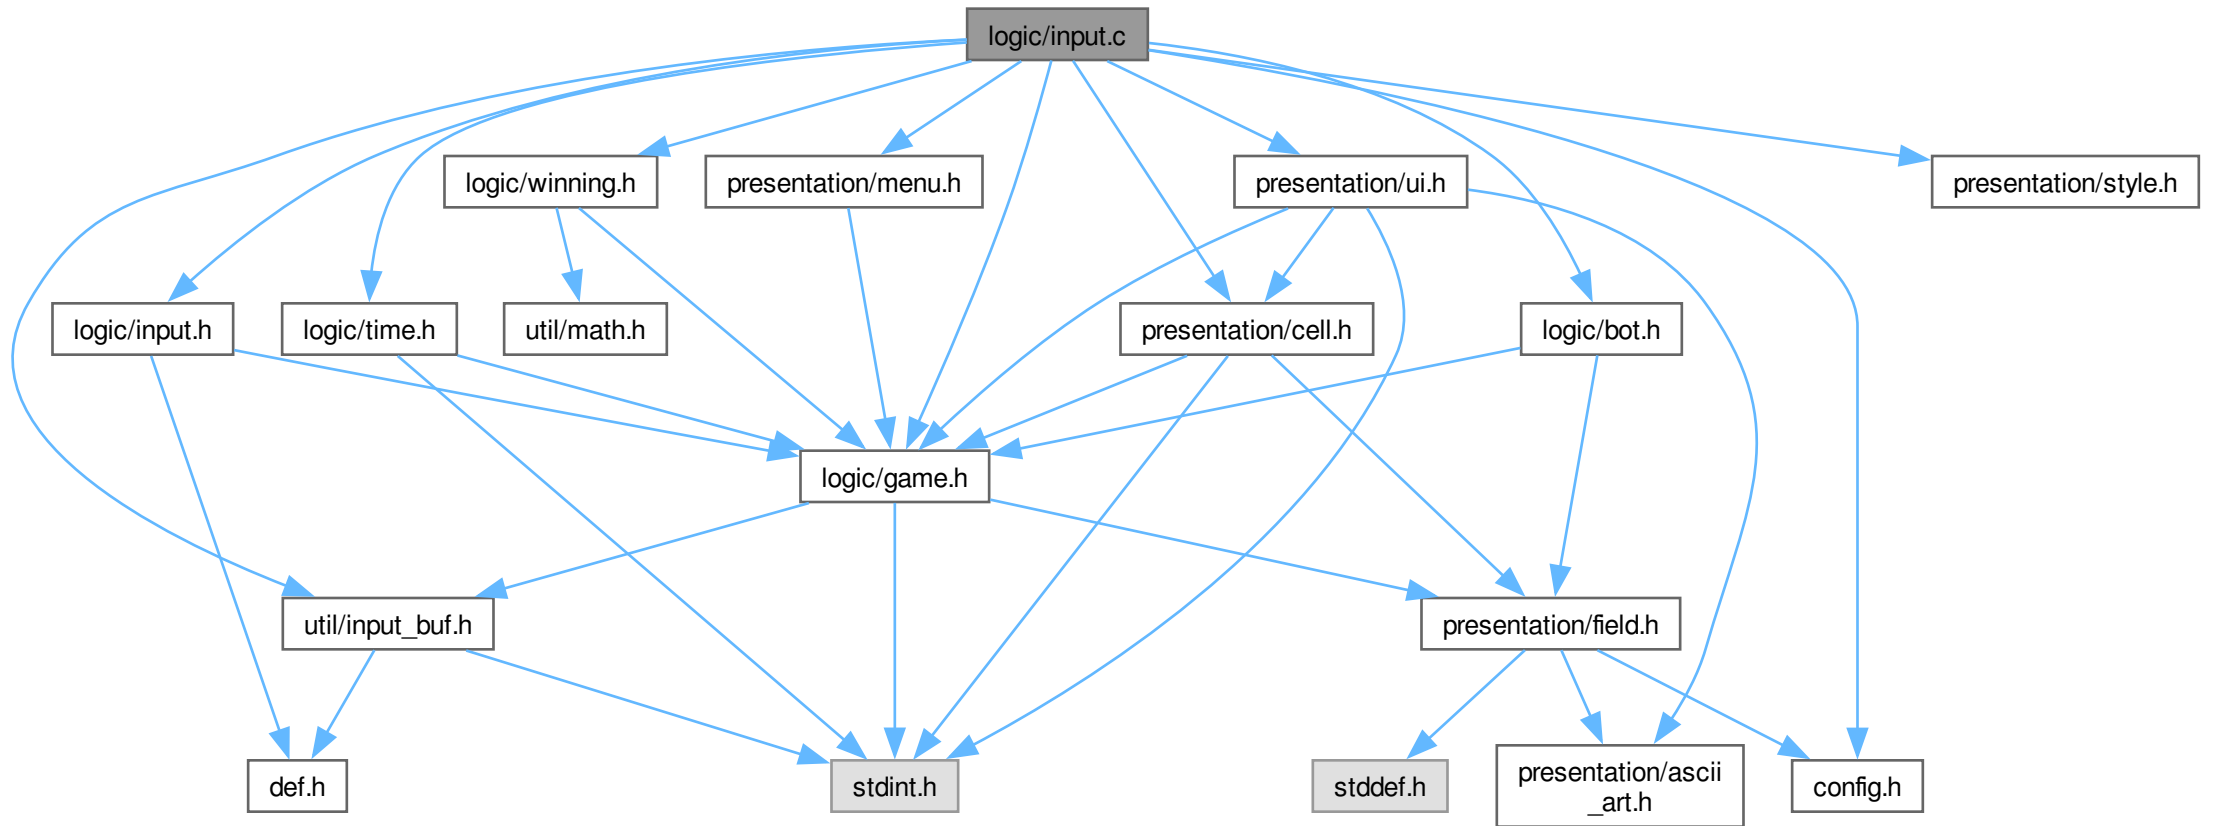 logic/input.c
logic/winning.h
presentation/menu.h
presentation/ui.h
presentation/style.h
logic/input.h
logic/time.h
util/math.h
presentation/cell.h
logic/bot.h
logic/game.h
util/input_buf.h
presentation/field.h
def.h
stdint.h
stddef.h
presentation/ascii
_art.h
config.h